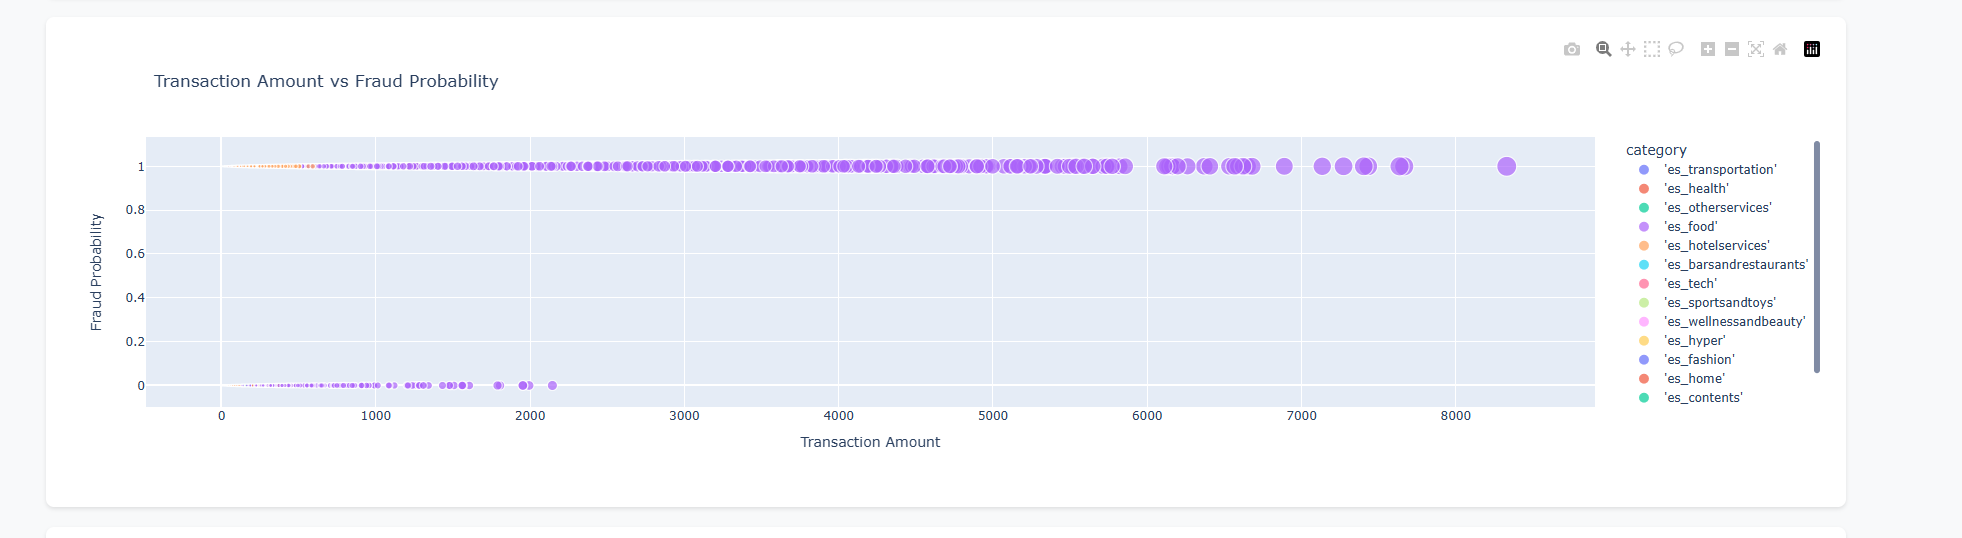 Transaction Amount vs Fraud Probability
1
0.8
0.6
0.4
0.2
0
Fraud Probability
0 1000 2000 3000 4000 5000 6000 7000 8000
Transaction Amount
category
'es_transportation'
'es_health'
'es_otherservices'
'es_food'
'es_hotelservices'
'es_barsandrestaurants'
'es_tech'
'es_sportsandtoys'
'es_wellnessandbeauty'
'es_hyper'
'es_fashion'
'es_home'
'es_contents'